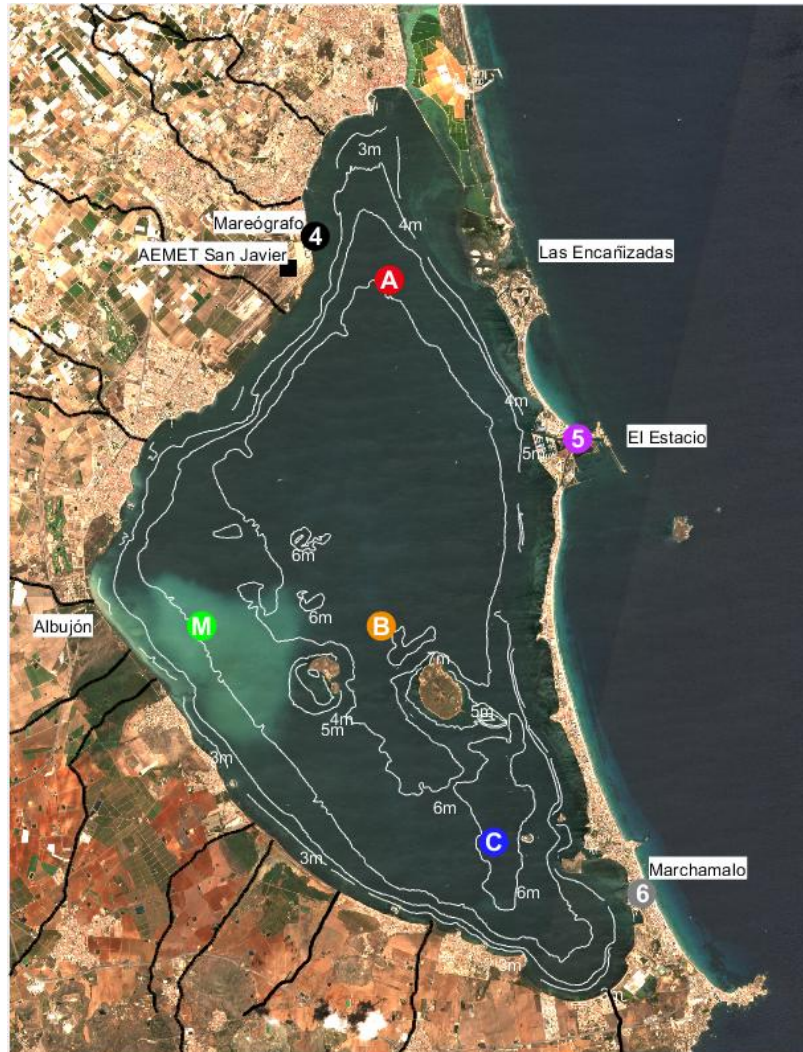 3m
4m
Mareógrafo
4
AEMET San Javier
A
Las Encañizadas
4m
5m
5
El Estacio
6m
6m
Albujón
M
B
7m
4m
5m
5m
3m
6m
C
3m
6m
Marchamalo
6
3m